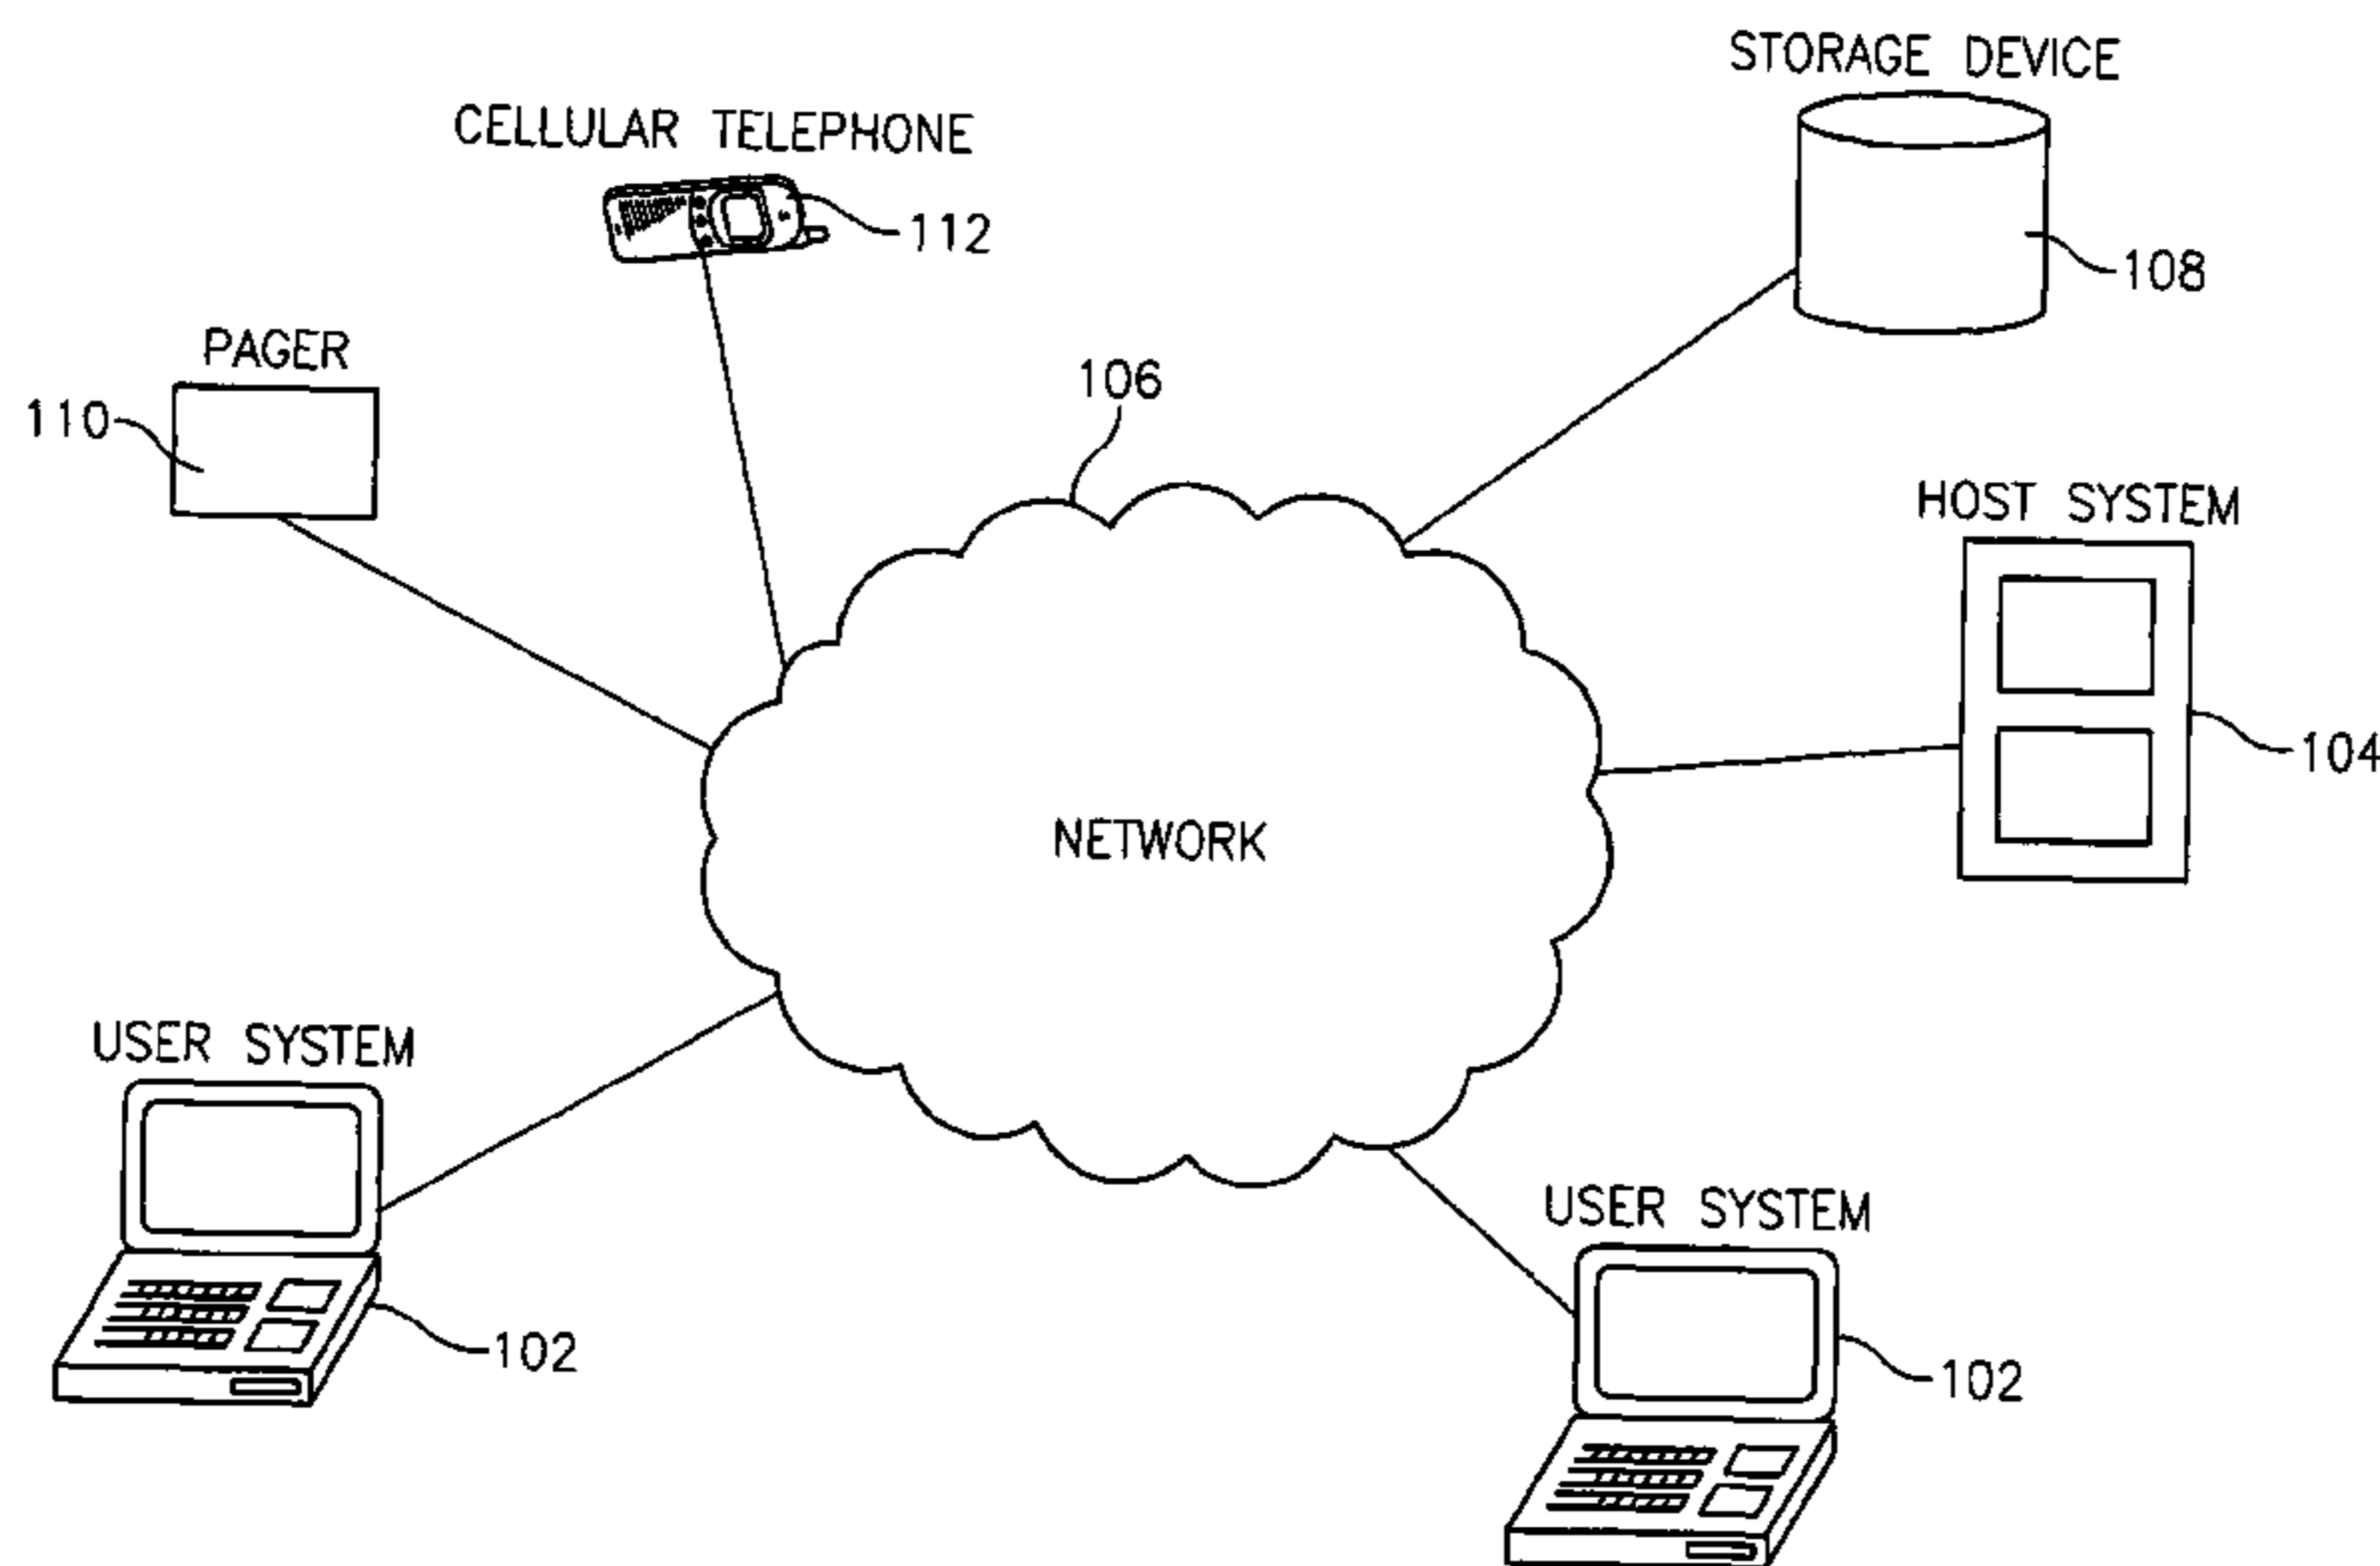 STORAGE DEVICE
CELLULAR TELEPHONE
112
108
PAGER
106
110
HOST SYSTEM
104
NETWORK
USER SYSTEM
USER SYSTEM
102
102